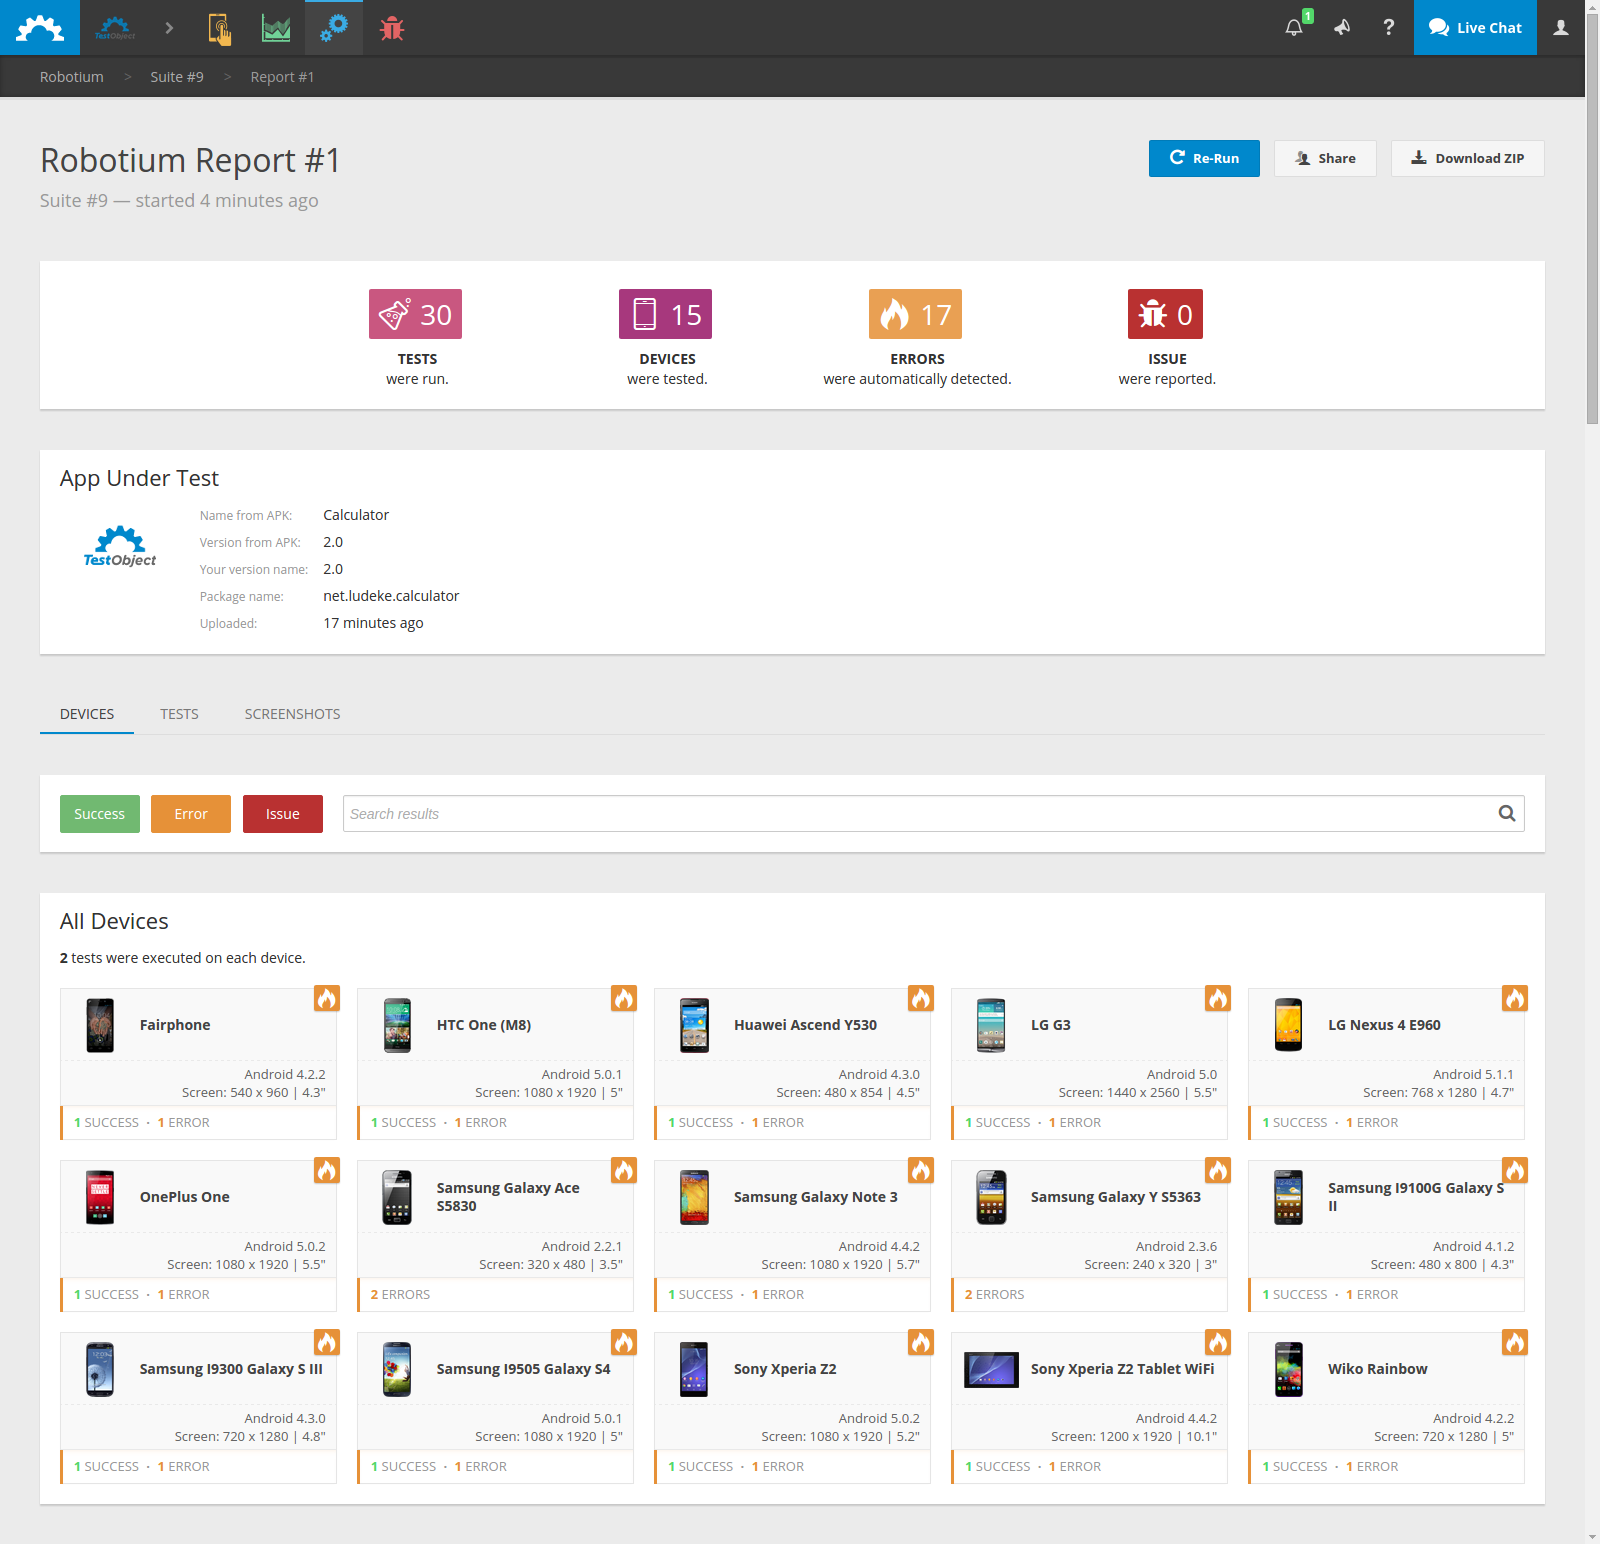 TestObject
1
?
Live Chat
Robotium > Suite #9 > Report #1
Robotium Report #1
Re-Run
Share
Download ZIP
Suite #9 — started 4 minutes ago
30
15
17
0
TESTS
were run.
DEVICES
were tested.
ERRORS
were automatically detected.
ISSUE
were reported.
App Under Test
TestObject
Name from APK: Calculator
Version from APK: 2.0
Your version name: 2.0
Package name: net.ludeke.calculator
Uploaded: 17 minutes ago
DEVICES
TESTS
SCREENSHOTS
Success
Error
Issue
Search results
All Devices
2 tests were executed on each device.
Fairphone
Android 4.2.2
Screen: 540 x 960 | 4.3"
1 SUCCESS · 1 ERROR
HTC One (M8)
Android 5.0.1
Screen: 1080 x 1920 | 5"
1 SUCCESS · 1 ERROR
Huawei Ascend Y530
Android 4.3.0
Screen: 480 x 854 | 4.5"
1 SUCCESS · 1 ERROR
LG G3
Android 5.0
Screen: 1440 x 2560 | 5.5"
1 SUCCESS · 1 ERROR
LG Nexus 4 E960
Android 5.1.1
Screen: 768 x 1280 | 4.7"
1 SUCCESS · 1 ERROR
OnePlus One
Android 5.0.2
Screen: 1080 x 1920 | 5.5"
1 SUCCESS · 1 ERROR
Samsung Galaxy Ace
S5830
Android 2.2.1
Screen: 320 x 480 | 3.5"
2 ERRORS
Samsung Galaxy Note 3
Android 4.4.2
Screen: 1080 x 1920 | 5.7"
1 SUCCESS · 1 ERROR
Samsung Galaxy Y S5363
Android 2.3.6
Screen: 240 x 320 | 3"
2 ERRORS
Samsung I9100G Galaxy S
II
Android 4.1.2
Screen: 480 x 800 | 4.3"
1 SUCCESS · 1 ERROR
Samsung I9300 Galaxy S III
Android 4.3.0
Screen: 720 x 1280 | 4.8"
1 SUCCESS · 1 ERROR
Samsung I9505 Galaxy S4
Android 5.0.1
Screen: 1080 x 1920 | 5"
1 SUCCESS · 1 ERROR
Sony Xperia Z2
Android 5.0.2
Screen: 1080 x 1920 | 5.2"
1 SUCCESS · 1 ERROR
Sony Xperia Z2 Tablet WiFi
Android 4.4.2
Screen: 1200 x 1920 | 10.1"
1 SUCCESS · 1 ERROR
Wiko Rainbow
Android 4.2.2
Screen: 720 x 1280 | 5"
1 SUCCESS · 1 ERROR